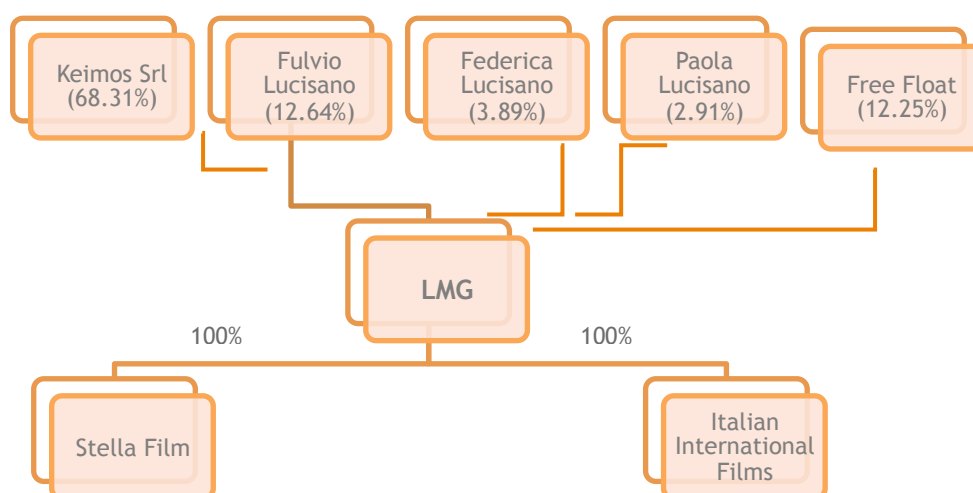 Keimos Srl
(68.31%)
Fulvio
Lucisano
(12.64%)
Federica
Lucisano
(3.89%)
Paola
Lucisano
(2.91%)
Free Float
(12.25%)
LMG
100%
100%
Stella Film
Italian
International
Films